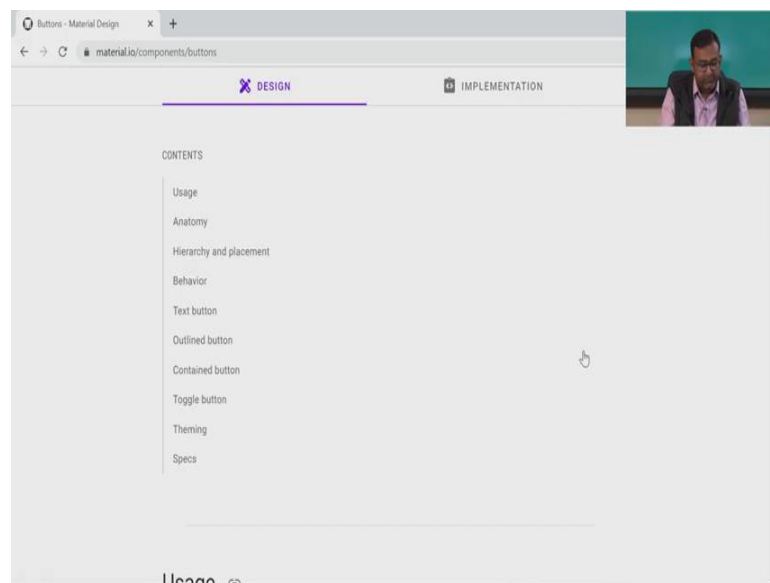 Buttons - Material Design
material.io/components/buttons
DESIGN
IMPLEMENTATION
CONTENTS
Usage
Anatomy
Hierarchy and placement
Behavior
Text button
Outlined button
Contained button
Toggle button
Theming
Specs
Usage